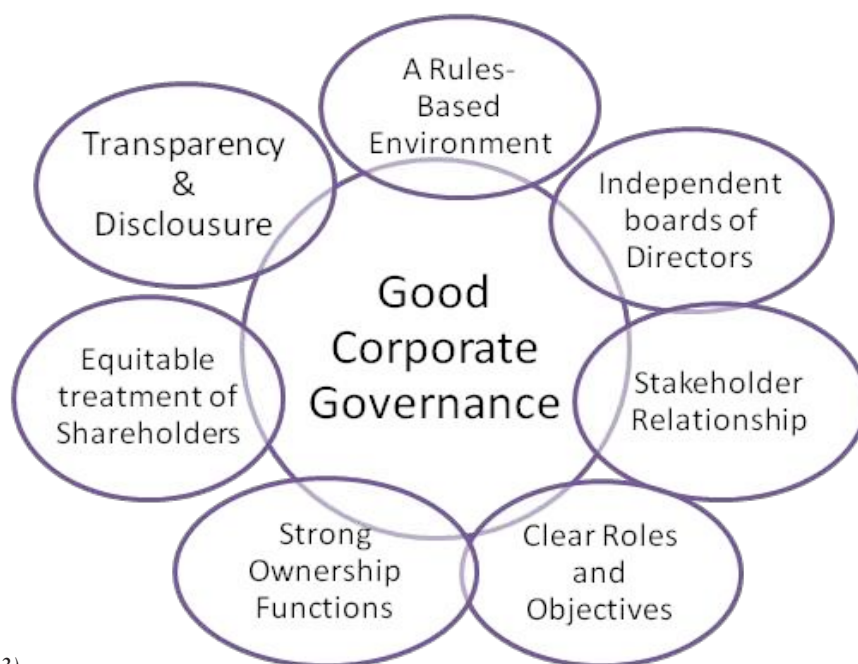 A Rules-
Based
Environment
Transparency
&
Disclousure
Independent
boards of
Directors
Good
Corporate
Governance
Equitable
treatment of
Shareholders
Stakeholder
Relationship
Strong
Ownership
Functions
Clear Roles
and
Objectives